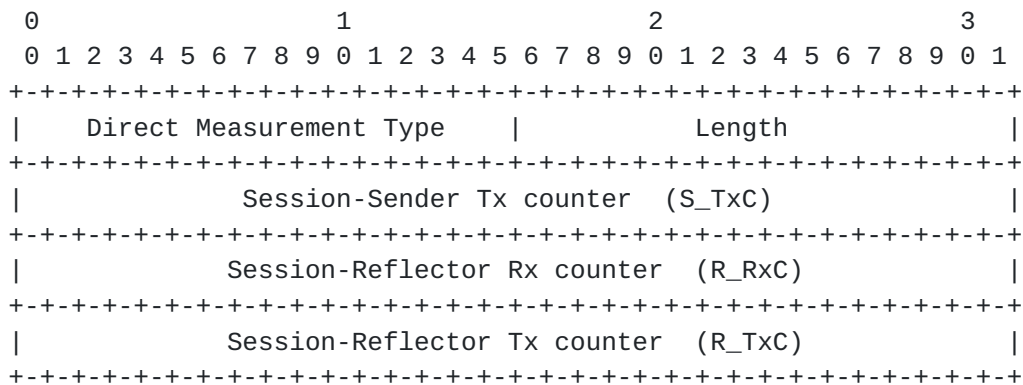 0                   1                   2                   3
 0 1 2 3 4 5 6 7 8 9 0 1 2 3 4 5 6 7 8 9 0 1 2 3 4 5 6 7 8 9 0 1
+-+-+-+-+-+-+-+-+-+-+-+-+-+-+-+-+-+-+-+-+-+-+-+-+-+-+-+-+-+-+-+-+
|    Direct Measurement Type    |           Length              |
+-+-+-+-+-+-+-+-+-+-+-+-+-+-+-+-+-+-+-+-+-+-+-+-+-+-+-+-+-+-+-+-+
|              Session-Sender Tx counter  (S_TxC)               |
+-+-+-+-+-+-+-+-+-+-+-+-+-+-+-+-+-+-+-+-+-+-+-+-+-+-+-+-+-+-+-+-+
|             Session-Reflector Rx counter  (R_RxC)             |
+-+-+-+-+-+-+-+-+-+-+-+-+-+-+-+-+-+-+-+-+-+-+-+-+-+-+-+-+-+-+-+-+
|             Session-Reflector Tx counter  (R_TxC)             |
+-+-+-+-+-+-+-+-+-+-+-+-+-+-+-+-+-+-+-+-+-+-+-+-+-+-+-+-+-+-+-+-+